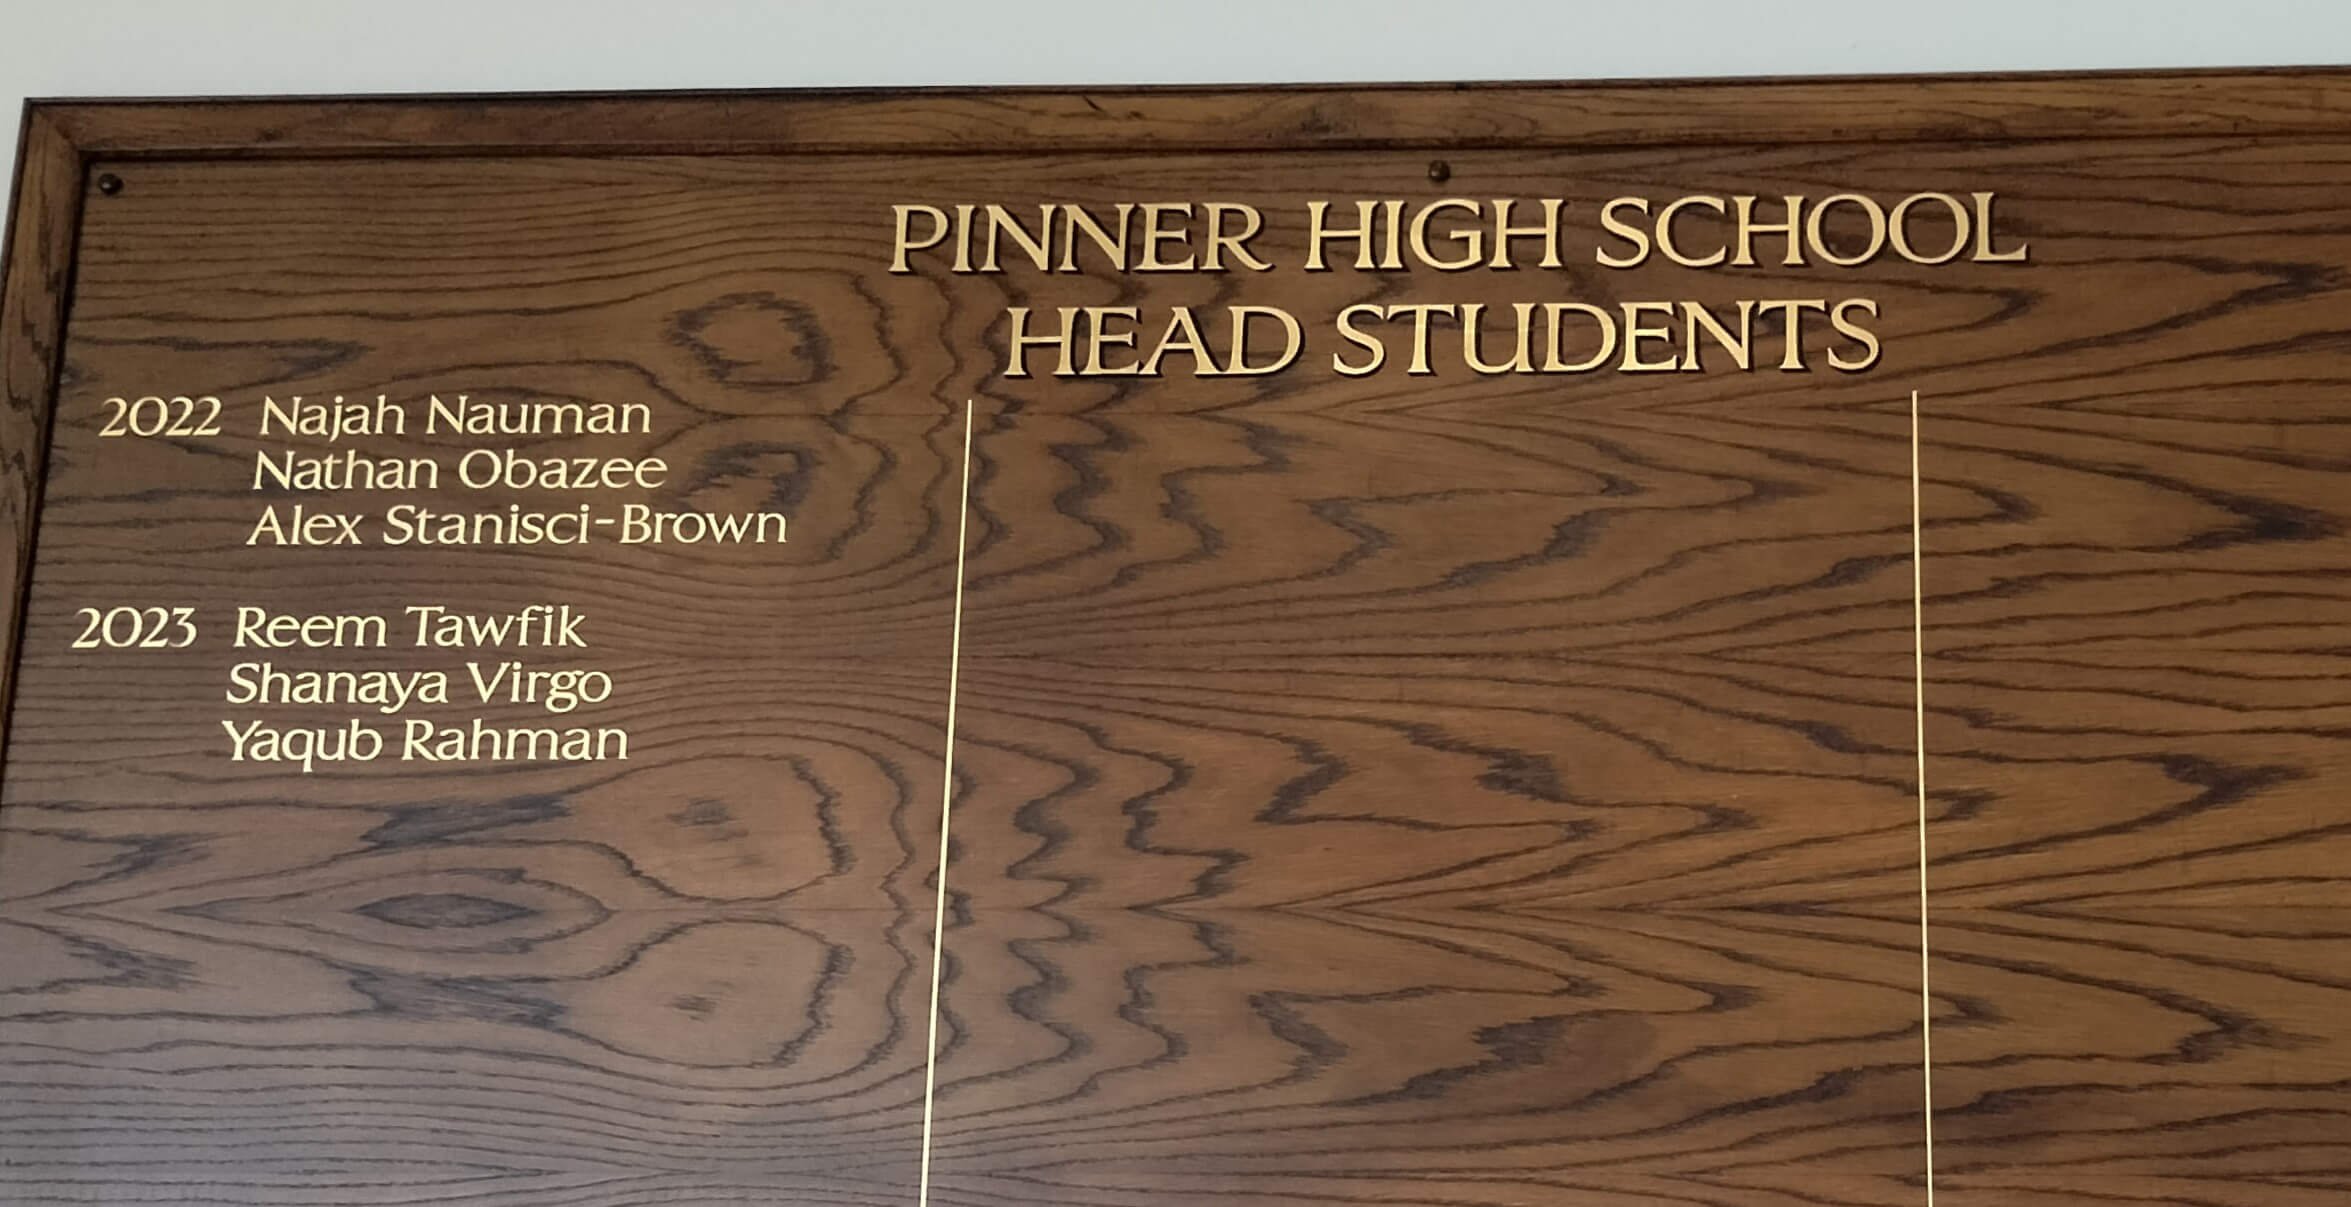 PINNER HIGH SCHOOL
HEAD STUDENTS
2022 Najah Nauman
Nathan Obazee
Alex Stanisci-Brown
2023 Reem Tawfik
Shanaya Virgo
Yaqub Rahman